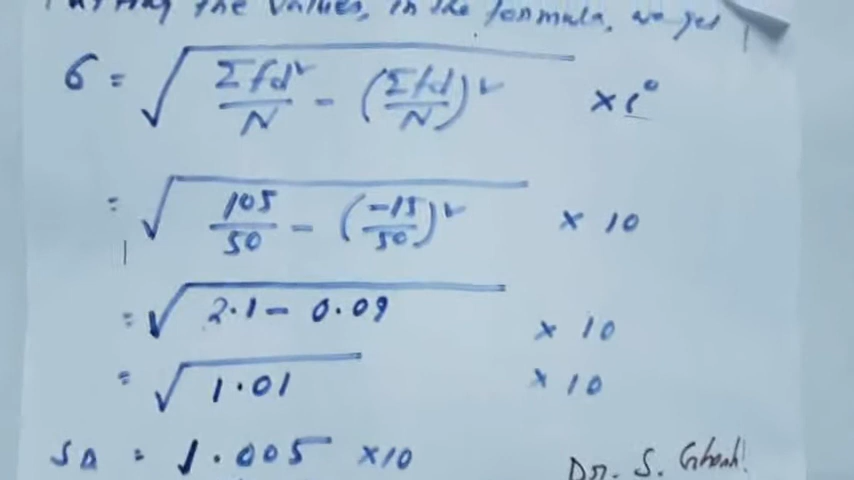 the values, in the formula, we get
σ = √ Σfd²/N − (Σfd/N)² × i
= √ 105/50 − (−15/50)² × 10
= √ 2.1 − 0.09 × 10
= √ 1.01 × 10
SD = 1.005 × 10
Dr. S. Ghosh